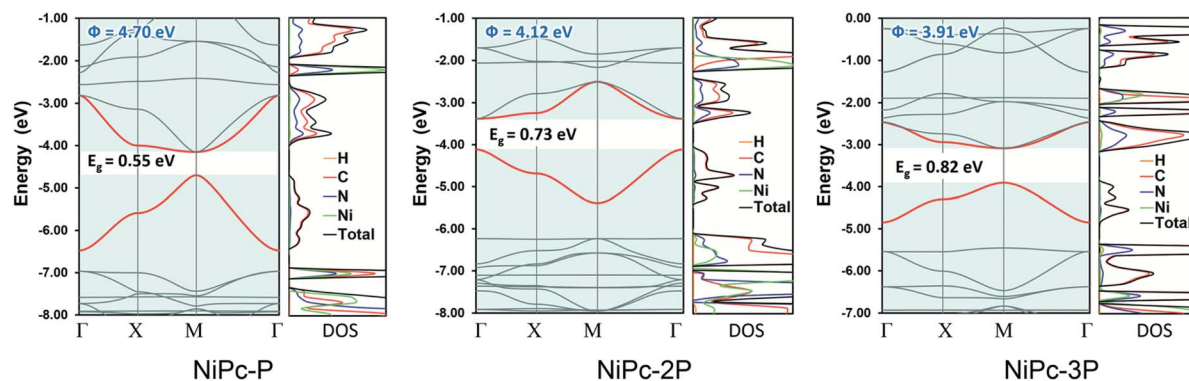 Energy (eV)
-1.00
-2.00
-3.00
-4.00
-5.00
-6.00
-7.00
-8.00
Φ = 4.70 eV
E_g = 0.55 eV
H
C
N
Ni
Total
Γ X M Γ DOS
NiPc-P
Energy (eV)
-1.00
-2.00
-3.00
-4.00
-5.00
-6.00
-7.00
-8.00
Φ = 4.12 eV
E_g = 0.73 eV
H
C
N
Ni
Total
Γ X M Γ DOS
NiPc-2P
Energy (eV)
0.00
-1.00
-2.00
-3.00
-4.00
-5.00
-6.00
-7.00
Φ = 3.91 eV
E_g = 0.82 eV
H
C
N
Ni
Total
Γ X M Γ DOS
NiPc-3P